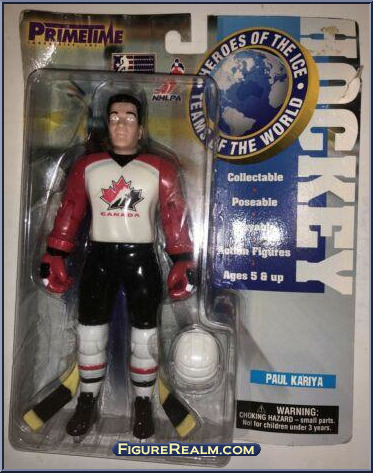 PRIMETIME
HEROES OF THE ICE
TEAMS OF THE WORLD
HOCKEY
NHLPA
Collectable
Poseable
Action Figures
Ages 5 & up
CANADA
PAUL KARIYA
WARNING:
CHOKING HAZARD – small parts.
Not for children under 3 years.
FIGUREREALM.COM